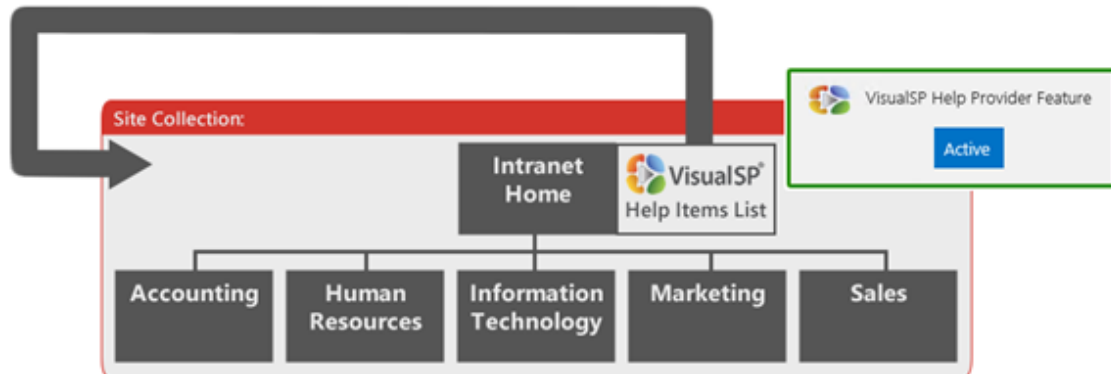 VisualSP Help Provider Feature
Active
Site Collection:
Intranet
Home
VisualSP®
Help Items List
Accounting
Human
Resources
Information
Technology
Marketing
Sales